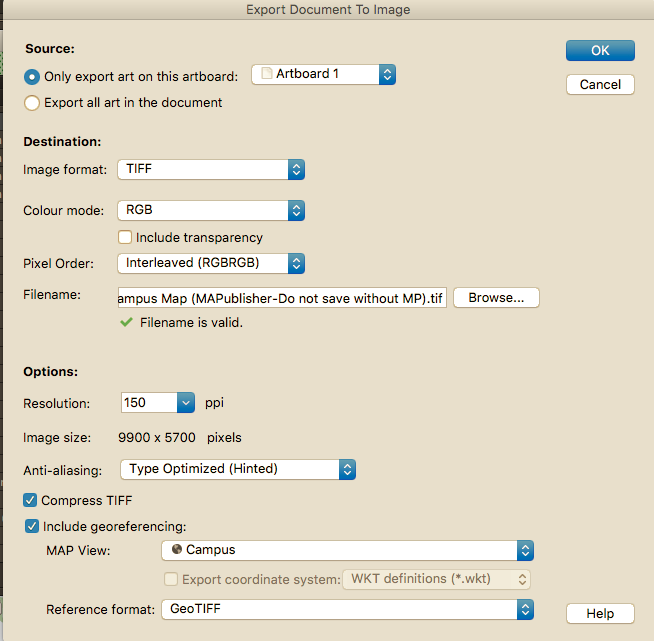 Export Document To Image
Source:
OK
Only export art on this artboard: Artboard 1
Cancel
Export all art in the document
Destination:
Image format: TIFF
Colour mode: RGB
Include transparency
Pixel Order: Interleaved (RGBRGB)
Filename: ampus Map (MAPublisher-Do not save without MP).tif Browse...
Filename is valid.
Options:
Resolution: 150 ppi
Image size: 9900 x 5700 pixels
Anti-aliasing: Type Optimized (Hinted)
Compress TIFF
Include georeferencing:
MAP View: Campus
Export coordinate system: WKT definitions (*.wkt)
Reference format: GeoTIFF
Help